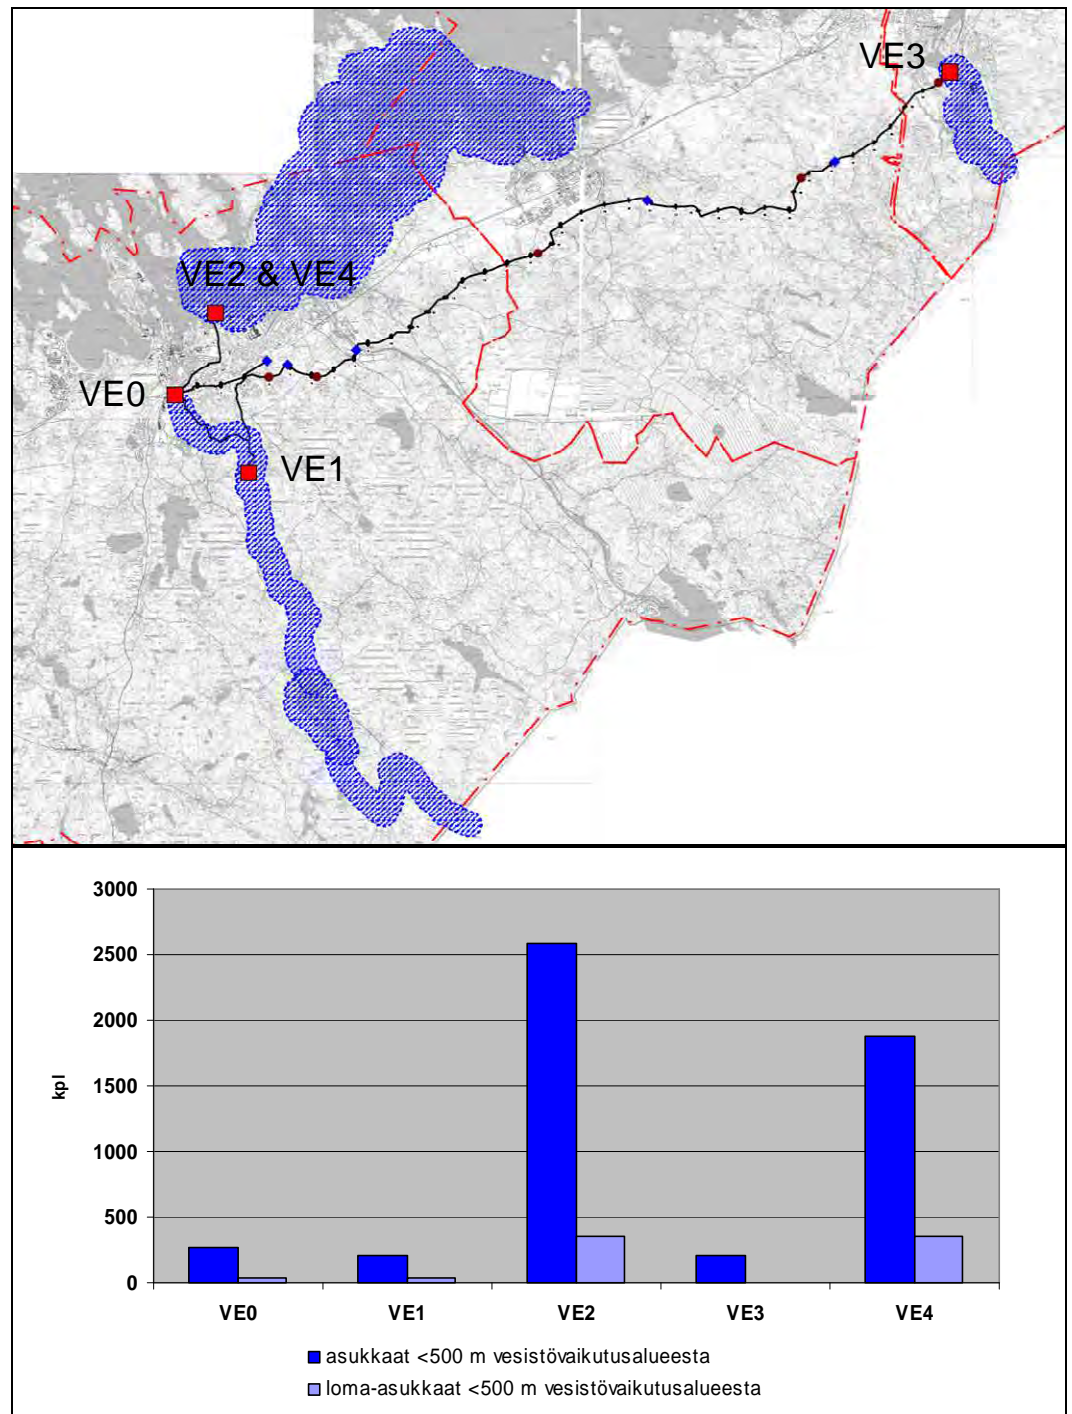 VE3
VE2 & VE4
VE0
VE1
3000
2500
2000
1500
1000
500
0
kpl
VE0 VE1 VE2 VE3 VE4
asukkaat <500 m vesistövaikutusalueesta
loma-asukkaat <500 m vesistövaikutusalueesta